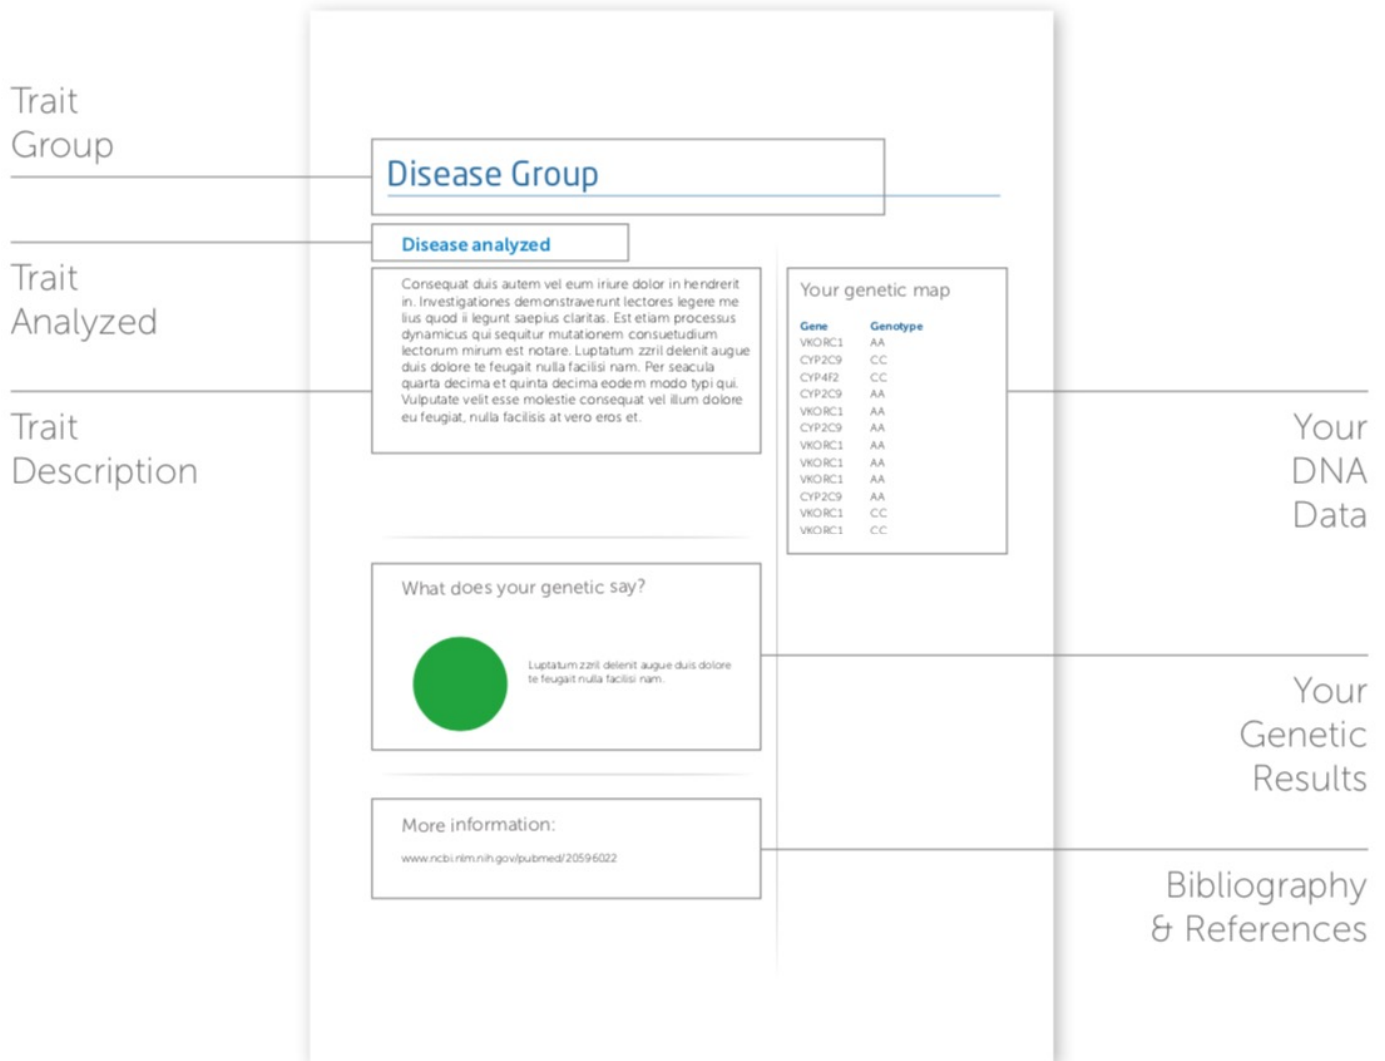 Trait
Group
Disease Group
Disease analyzed
Trait
Analyzed
Consequat duis autem vel eum iriure dolor in hendrerit
in. Investigationes demonstraverunt lectores legere me
lius quod ii legunt saepius claritas. Est etiam processus
dynamicus qui sequitur mutationem consuetudium
lectorum mirum est notare. Luptatum zzril delenit augue
duis dolore te feugait nulla facilisi nam. Per seacula
quarta decima et quinta decima eodem modo typi qui.
Vulputate velit esse molestie consequat vel illum dolore
eu feugiat, nulla facilisis at vero eros et.
Trait
Description
Your genetic map
Gene Genotype
VKORC1 AA
CYP2C9 CC
CYP4F2 CC
CYP2C9 AA
VKORC1 AA
CYP2C9 AA
VKORC1 AA
VKORC1 AA
VKORC1 AA
CYP2C9 AA
VKORC1 CC
VKORC1 CC
Your
DNA
Data
What does your genetic say?
Luptatum zzril delenit augue duis dolore
te feugait nulla facilisi nam.
Your
Genetic
Results
More information:
www.ncbi.nlm.nih.gov/pubmed/20596022
Bibliography
& References